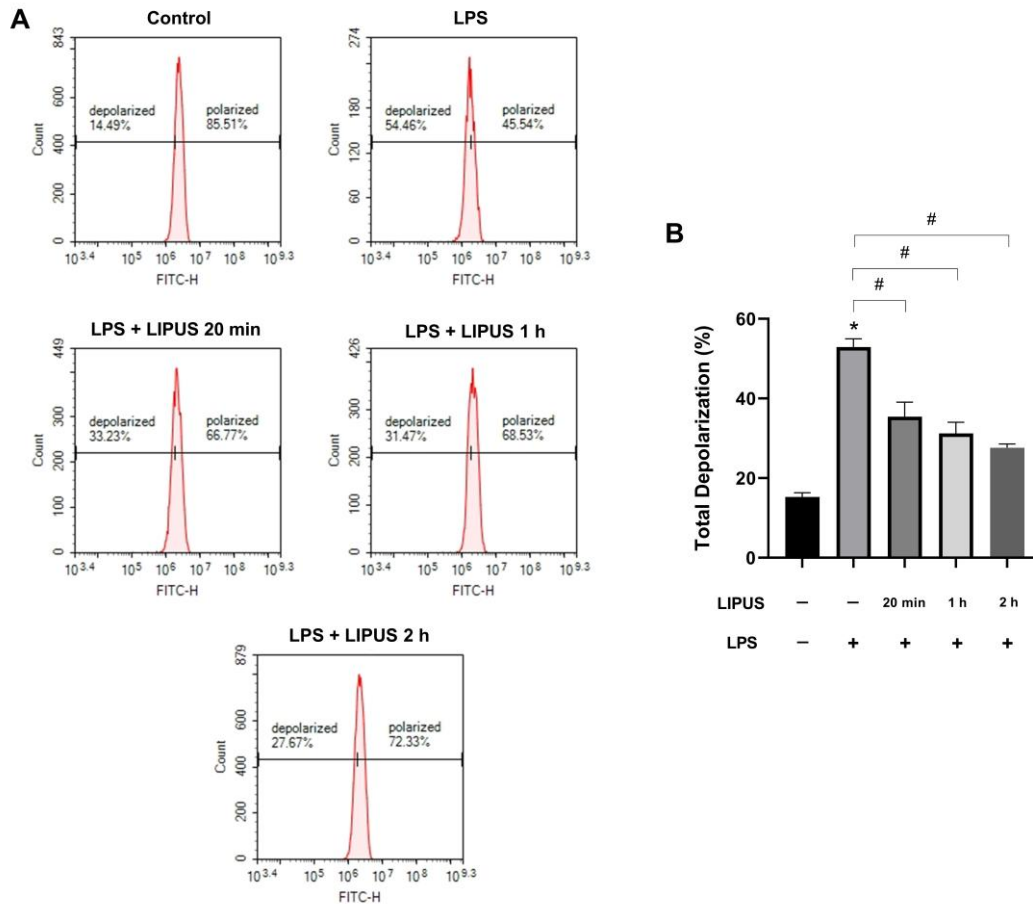 A
Control
843
600
400
200
0
Count
depolarized
14.49%
polarized
85.51%
10^3.4 10^5 10^6 10^7 10^8 10^9.3
FITC-H
LPS
274
180
120
60
0
Count
depolarized
54.46%
polarized
45.54%
10^3.4 10^5 10^6 10^7 10^8 10^9.3
FITC-H
LPS + LIPUS 20 min
449
300
200
100
0
Count
depolarized
33.23%
polarized
66.77%
10^3.4 10^5 10^6 10^7 10^8 10^9.3
FITC-H
LPS + LIPUS 1 h
426
300
200
100
0
Count
depolarized
31.47%
polarized
68.53%
10^3.4 10^5 10^6 10^7 10^8 10^9.3
FITC-H
LPS + LIPUS 2 h
879
600
400
200
0
Count
depolarized
27.67%
polarized
72.33%
10^3.4 10^5 10^6 10^7 10^8 10^9.3
FITC-H
B
#
#
#
*
60
40
20
0
Total Depolarization (%)
LIPUS − − 20 min 1 h 2 h
LPS − + + + +